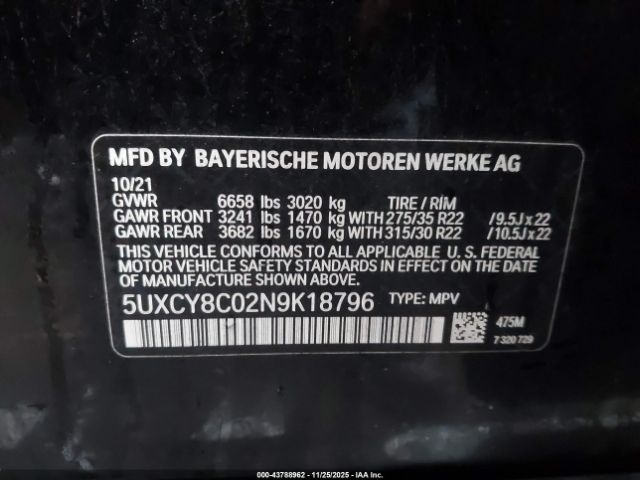 MFD BY BAYERISCHE MOTOREN WERKE AG
10/21
GVWR 6658 lbs 3020 kg TIRE / RIM
GAWR FRONT 3241 lbs 1470 kg WITH 275/35 R22 /9.5J x 22
GAWR REAR 3682 lbs 1670 kg WITH 315/30 R22 /10.5J x 22
THIS VEHICLE CONFORMS TO ALL APPLICABLE U. S. FEDERAL
MOTOR VEHICLE SAFETY STANDARDS IN EFFECT ON THE DATE OF
MANUFACTURE SHOWN ABOVE.
5UXCY8C02N9K18796 TYPE: MPV
475M
7 320 729
000-43788962 - 11/25/2025 - IAA Inc.